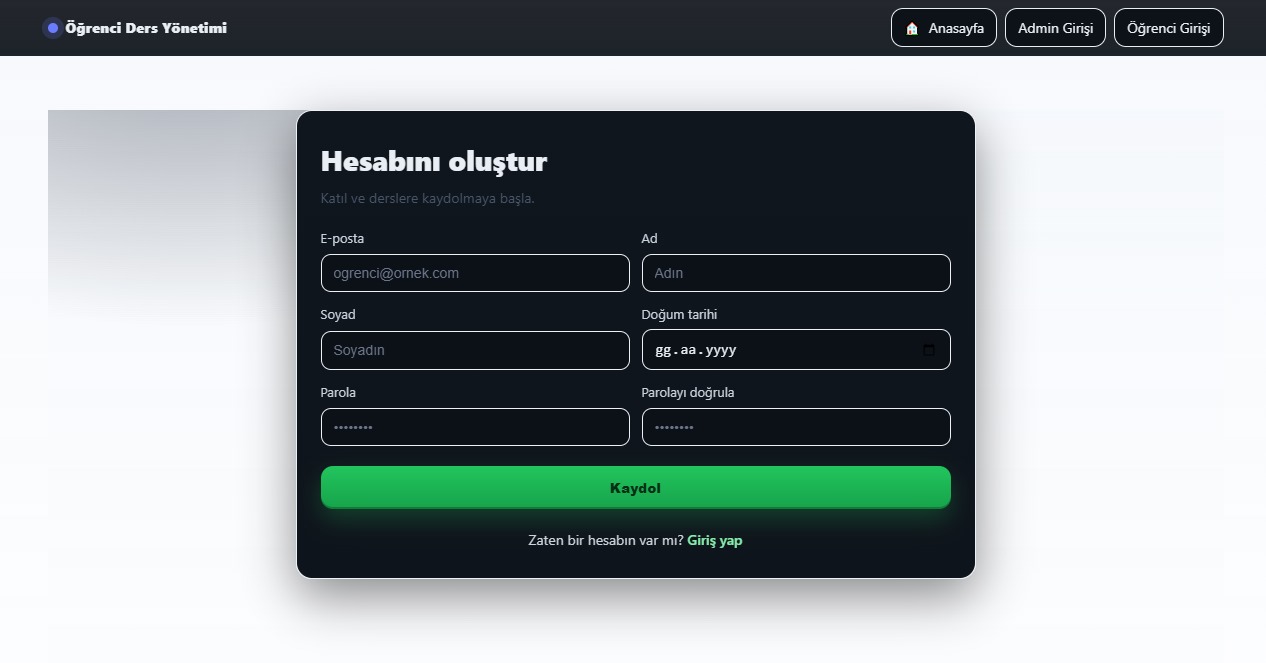 Öğrenci Ders Yönetimi
Anasayfa
Admin Girişi
Öğrenci Girişi
Hesabını oluştur
Katıl ve derslere kaydolmaya başla.
E-posta
Ad
ogrenci@ornek.com
Adın
Soyad
Doğum tarihi
Soyadın
gg.aa.yyyy
Parola
Parolayı doğrula
••••••••
••••••••
Kaydol
Zaten bir hesabın var mı? Giriş yap